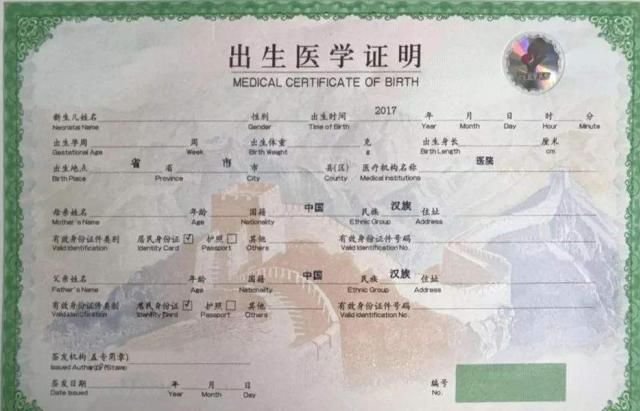 出生医学证明
MEDICAL CERTIFICATE OF BIRTH
新生儿姓名 性别 出生时间 2017 年 月 日 时 分
Neonatal Name Gender Time of Birth Year Month Day Hour Minute
出生孕周 周 出生体重 克 出生身长 厘米
Gestational Age Week Birth Weight g Birth Length cm
出生地点 省 省 市 市 县(区) 医疗机构名称 医院
Birth Place Province City County Medical institutions
母亲姓名 年龄 国籍 中国 民族 汉族 住址
Mother's Name Age Nationality Ethnic Group Address
有效身份证件类别 居民身份证 ☑ 护照 □ 其他 有效身份证件号码
Valid Identification Identity Card Passport Others Valid Identification No.
父亲姓名 年龄 国籍 中国 民族 汉族 住址
Father's Name Age Nationality Ethnic Group Address
有效身份证件类别 居民身份证 ☑ 护照 □ 其他 有效身份证件号码
Valid Identification Identity Card Passport Others Valid Identification No.
签发机构(盖专用章)
Issued Authority(Stamp)
签发日期 年 月 日 编号
Date Issued Year Month Day No.